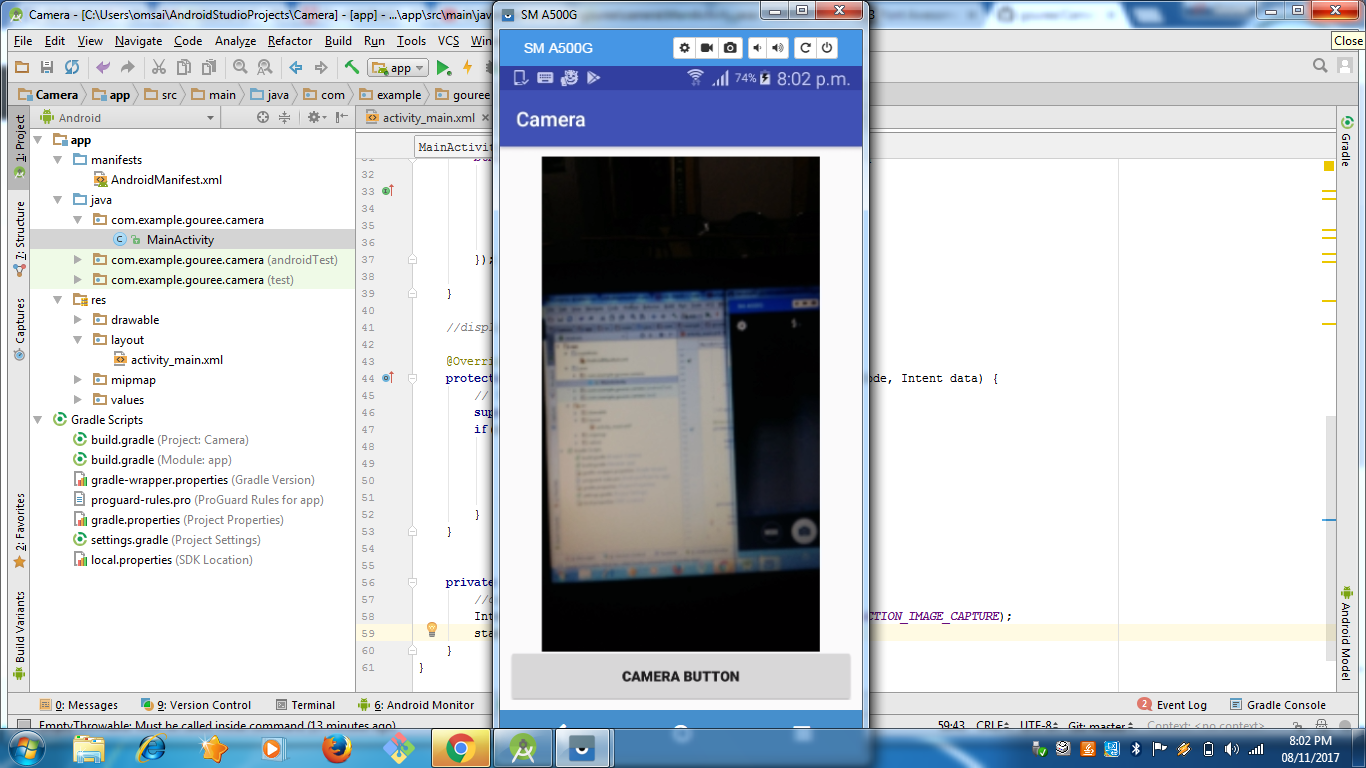 Camera - [C:\Users\omsai\AndroidStudioProjects\Camera] - [app] - ...\app\src\main\jav
SM A500G
gouree/Can
Close
File Edit View Navigate Code Analyze Refactor Build Run Tools VCS Win
SM A500G
app
74% 8:02 p.m.
Camera app src main java com example gouree
Camera
Android
activity_main.xml
MainActivity
1: Project
7: Structure
Captures
2: Favorites
Build Variants
app
manifests
AndroidManifest.xml
java
com.example.gouree.camera
MainActivity
com.example.gouree.camera (androidTest)
com.example.gouree.camera (test)
res
drawable
layout
activity_main.xml
mipmap
values
Gradle Scripts
build.gradle (Project: Camera)
build.gradle (Module: app)
gradle-wrapper.properties (Gradle Version)
proguard-rules.pro (ProGuard Rules for app)
gradle.properties (Project Properties)
settings.gradle (Project Settings)
local.properties (SDK Location)
32
33
34
35
36
37 });
38
39 }
40
41 //displ
42
43 @Overri
44 protect ode, Intent data) {
45 //
46 sup
47 if(
48
49
50
51
52 }
53 }
54
55
56 private
57 //
58 Int CTION_IMAGE_CAPTURE);
59 sta
60 }
61 }
CAMERA BUTTON
Gradle
Android Model
0: Messages 9: Version Control Terminal 6: Android Monitor 2 Event Log Gradle Console
EmptyThrowable: Must be called inside command (13 minutes ago) 59:43 CRLF UTF-8 Git: master Context: <no context>
8:02 PM
08/11/2017